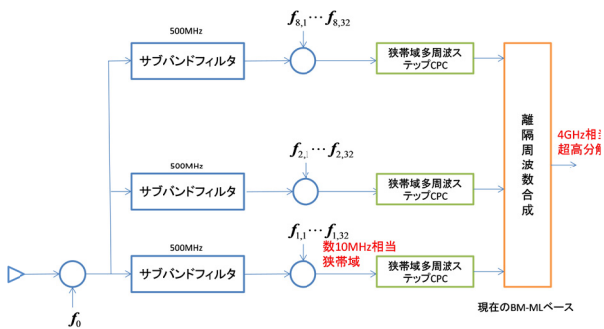 500MHz
f8,1…f8,32
サブバンドフィルタ
狭帯域多周波ス
テップCPC
500MHz
f2,1…f2,32
サブバンドフィルタ
狭帯域多周波ス
テップCPC
離隔周波数合成
4GHz相当
超高分解
500MHz
f1,1…f1,32
数10MHz相当
狭帯域
サブバンドフィルタ
狭帯域多周波ス
テップCPC
f0
現在のBM-MLベース